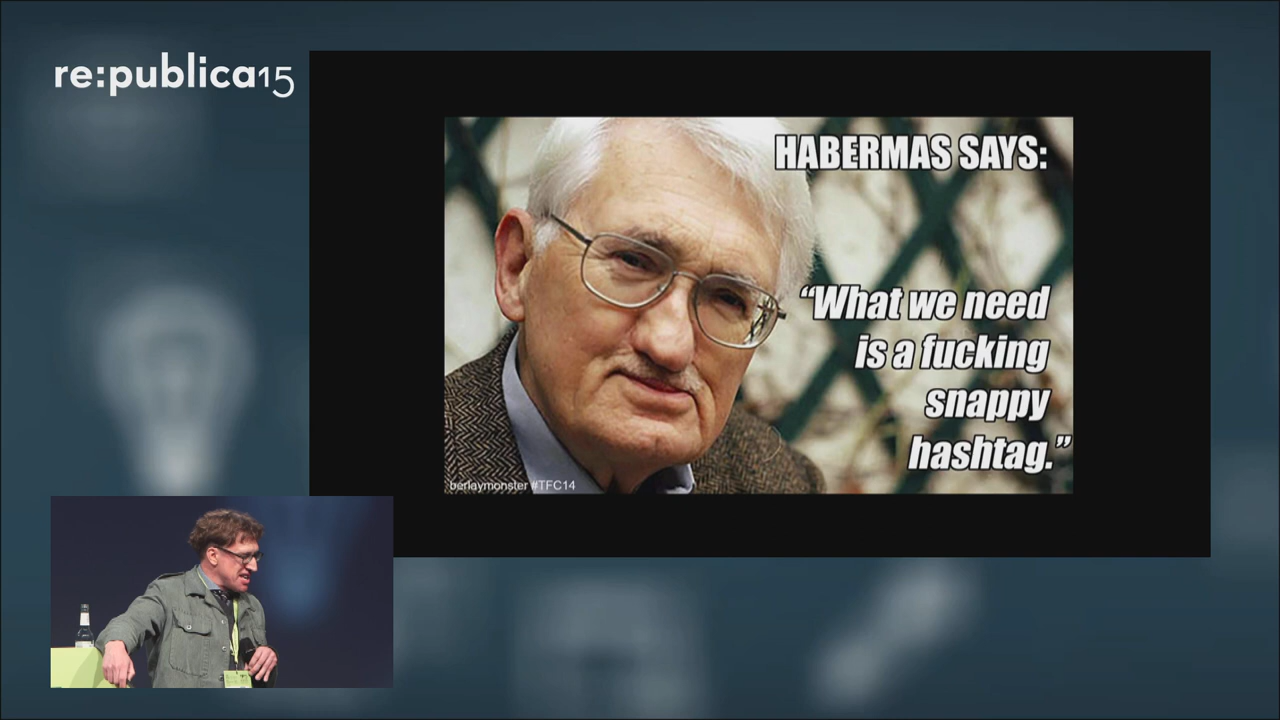 re:publica15
HABERMAS SAYS:
“What we need
is a fucking
snappy
hashtag.”
berlaymonster #TFC14